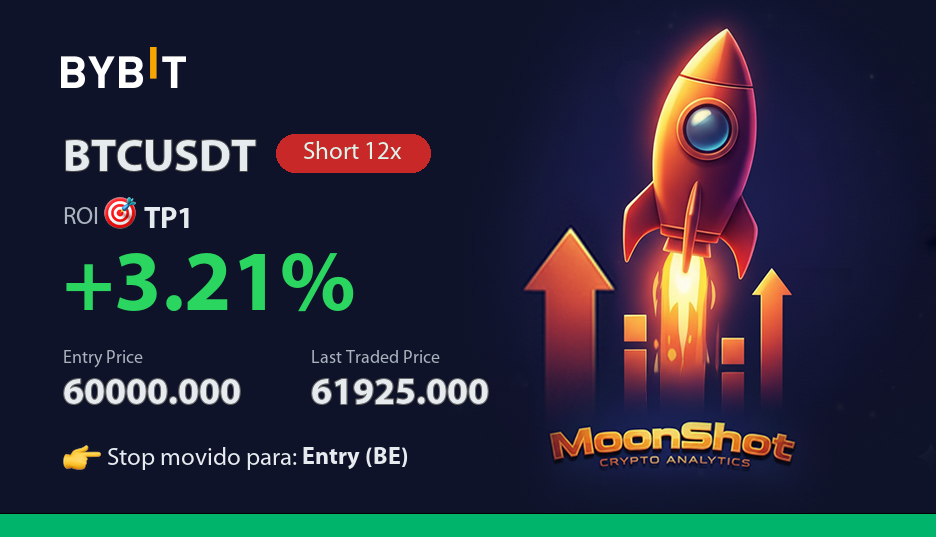 BYBIT
BTCUSDT Short 12x
ROI 🎯 TP1
+3.21%
Entry Price Last Traded Price
60000.000 61925.000
👉 Stop movido para: Entry (BE)
MoonShot
CRYPTO ANALYTICS